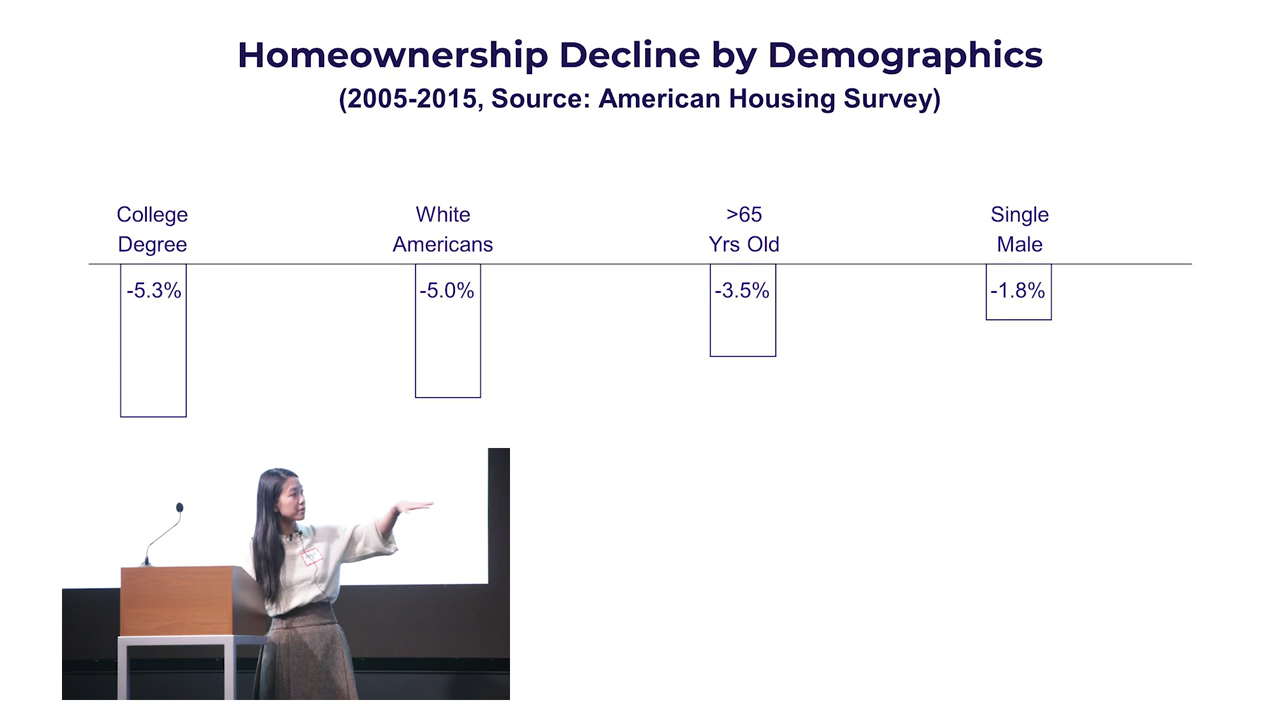 Homeownership Decline by Demographics
(2005-2015, Source: American Housing Survey)
College
Degree
White
Americans
>65
Yrs Old
Single
Male
-5.3%
-5.0%
-3.5%
-1.8%